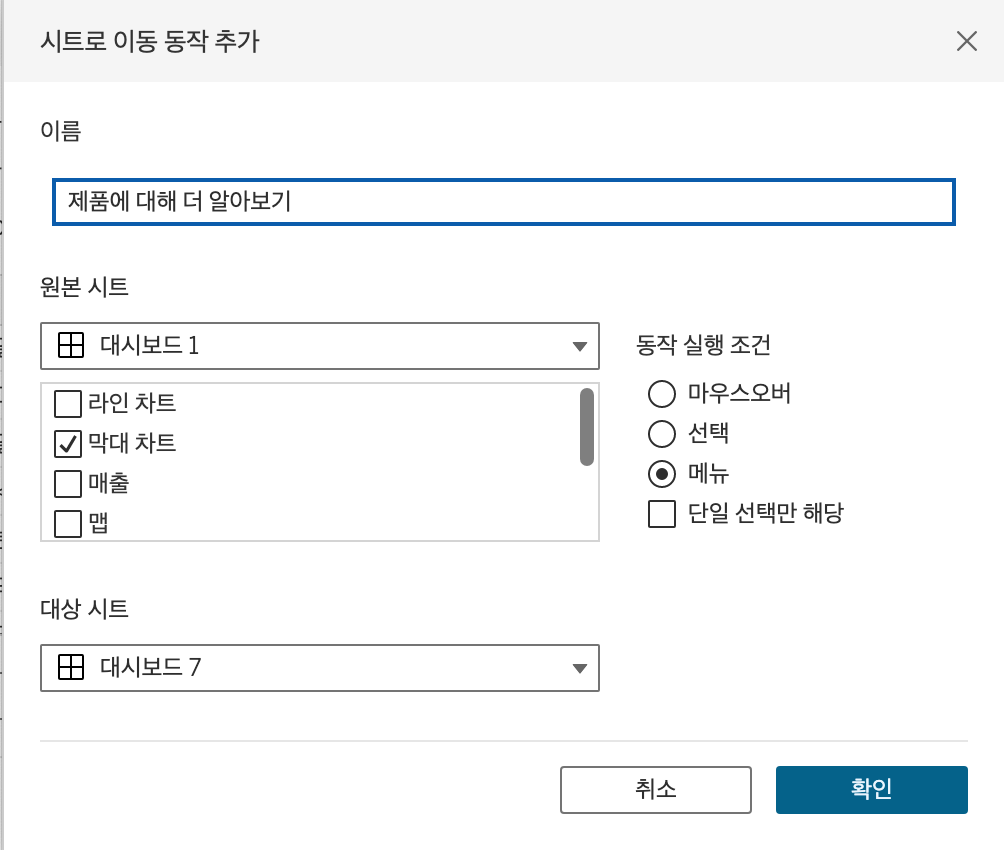 시트로 이동 동작 추가
이름
제품에 대해 더 알아보기
원본 시트
대시보드 1
라인 차트
막대 차트
매출
맵
동작 실행 조건
마우스오버
선택
메뉴
단일 선택만 해당
대상 시트
대시보드 7
취소
확인